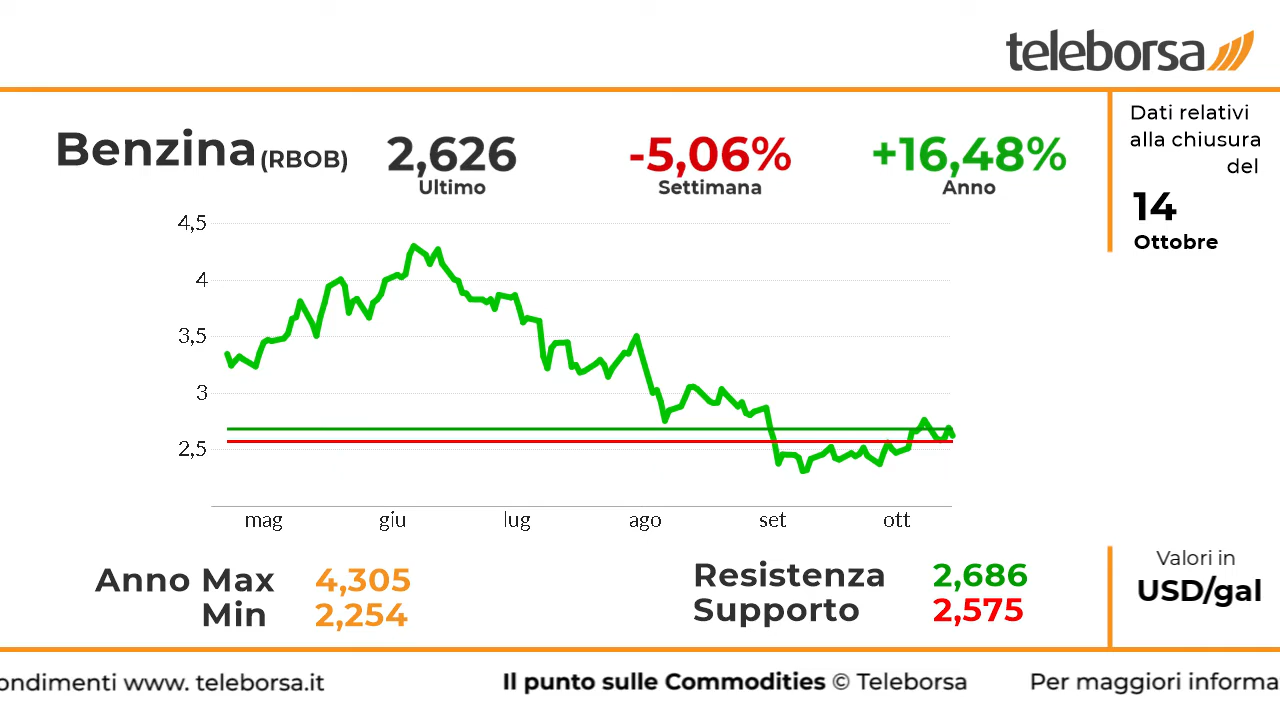 teleborsa
Benzina (RBOB)
2,626
Ultimo
-5,06%
Settimana
+16,48%
Anno
Dati relativi
alla chiusura
del
14
Ottobre
4,5
4
3,5
3
2,5
mag giu lug ago set ott
Anno Max 4,305
Min 2,254
Resistenza 2,686
Supporto 2,575
Valori in
USD/gal
ondimenti www. teleborsa.it
Il punto sulle Commodities © Teleborsa
Per maggiori informa